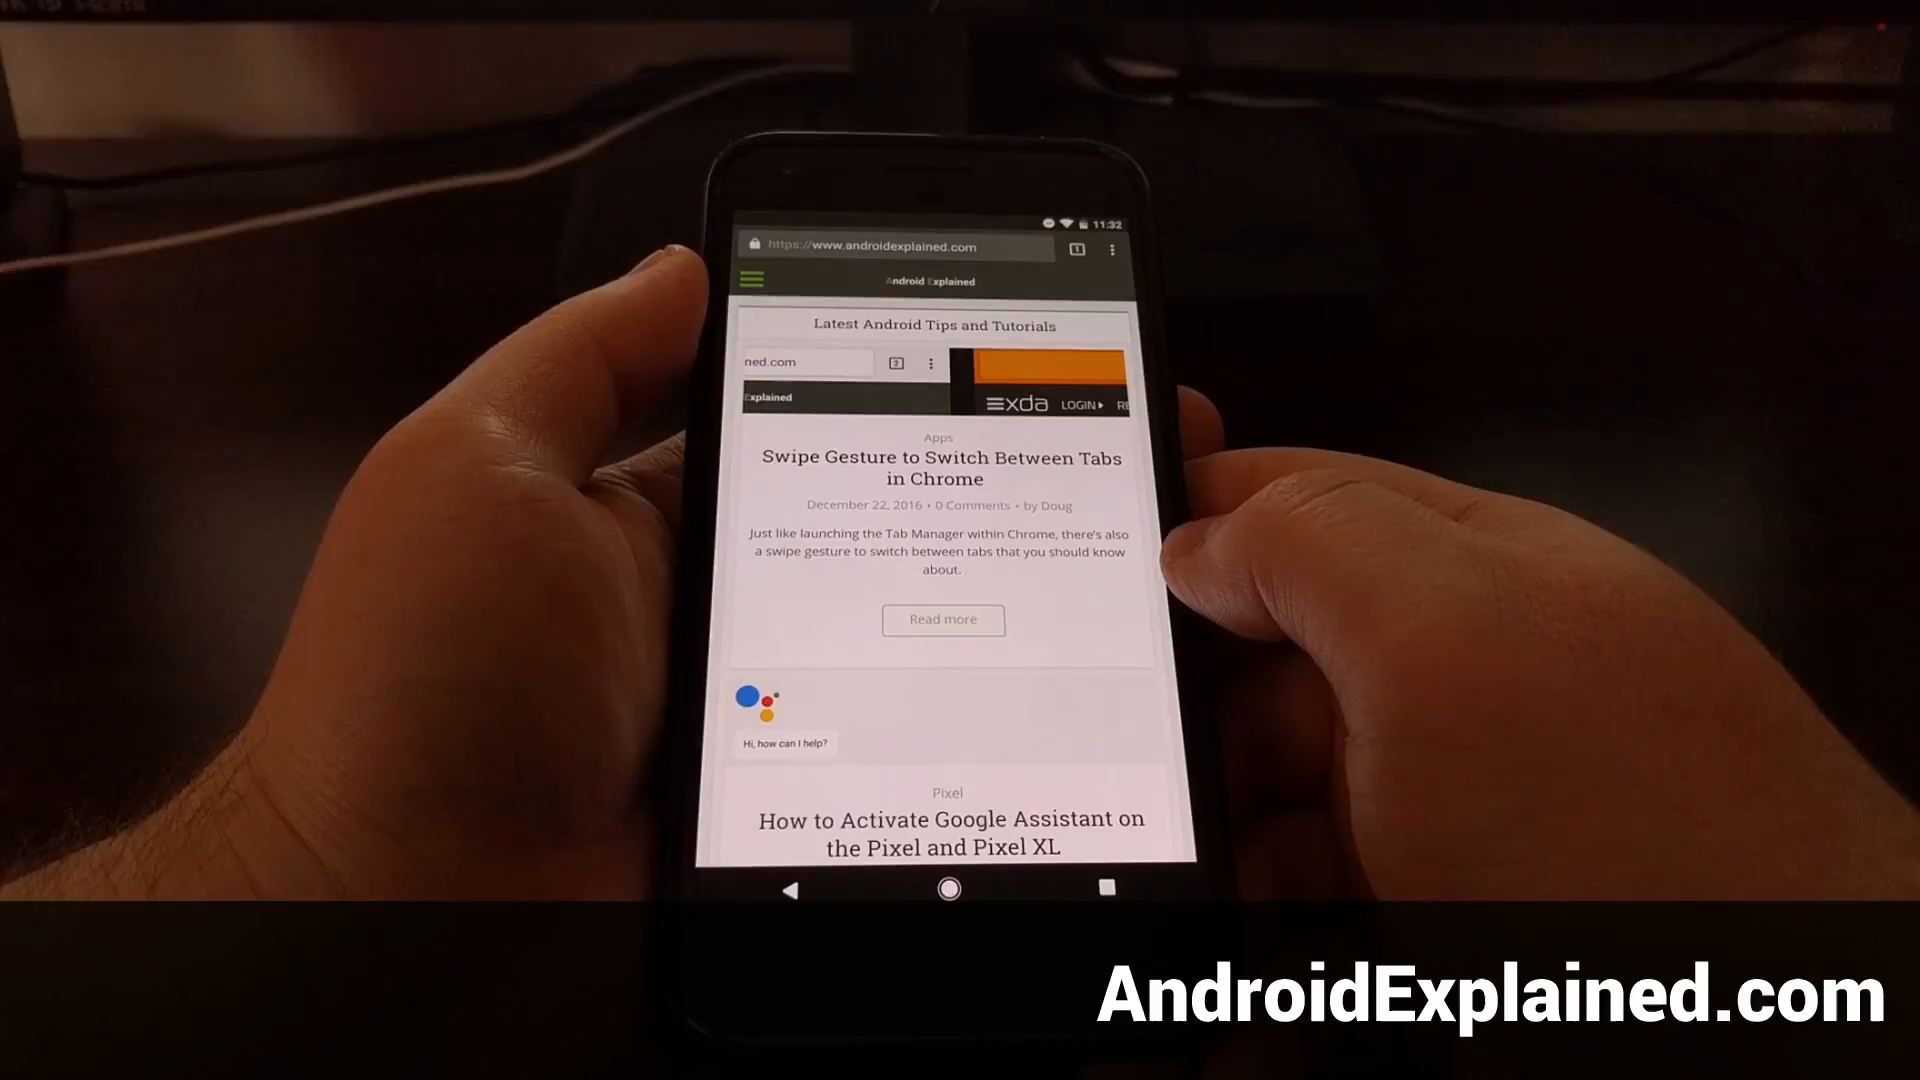 11:32
https://www.androidexplained.com
1
Android Explained
Latest Android Tips and Tutorials
ned.com
2
Explained
xda LOGIN
Apps
Swipe Gesture to Switch Between Tabs
in Chrome
December 22, 2016 • 0 Comments • by Doug
Just like launching the Tab Manager within Chrome, there's also
a swipe gesture to switch between tabs that you should know
about.
Read more
Hi, how can I help?
Pixel
How to Activate Google Assistant on
the Pixel and Pixel XL
AndroidExplained.com